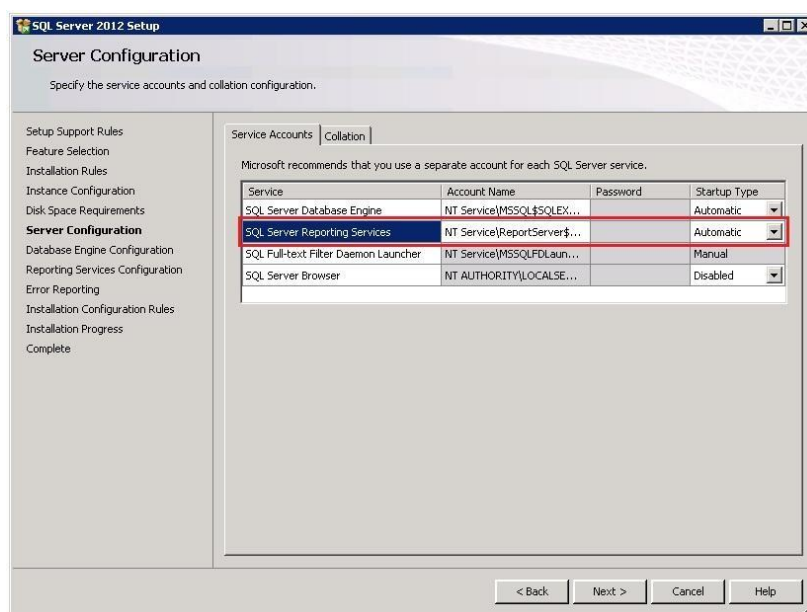 SQL Server 2012 Setup
Server Configuration
Specify the service accounts and collation configuration.
Setup Support Rules
Feature Selection
Installation Rules
Instance Configuration
Disk Space Requirements
Server Configuration
Database Engine Configuration
Reporting Services Configuration
Error Reporting
Installation Configuration Rules
Installation Progress
Complete
Service Accounts Collation
Microsoft recommends that you use a separate account for each SQL Server service.
Service Account Name Password Startup Type
SQL Server Database Engine NT Service\MSSQL$SQLEX... Automatic
SQL Server Reporting Services NT Service\ReportServer$... Automatic
SQL Full-text Filter Daemon Launcher NT Service\MSSQLFDLaun... Manual
SQL Server Browser NT AUTHORITY\LOCALSE... Disabled
< Back Next > Cancel Help